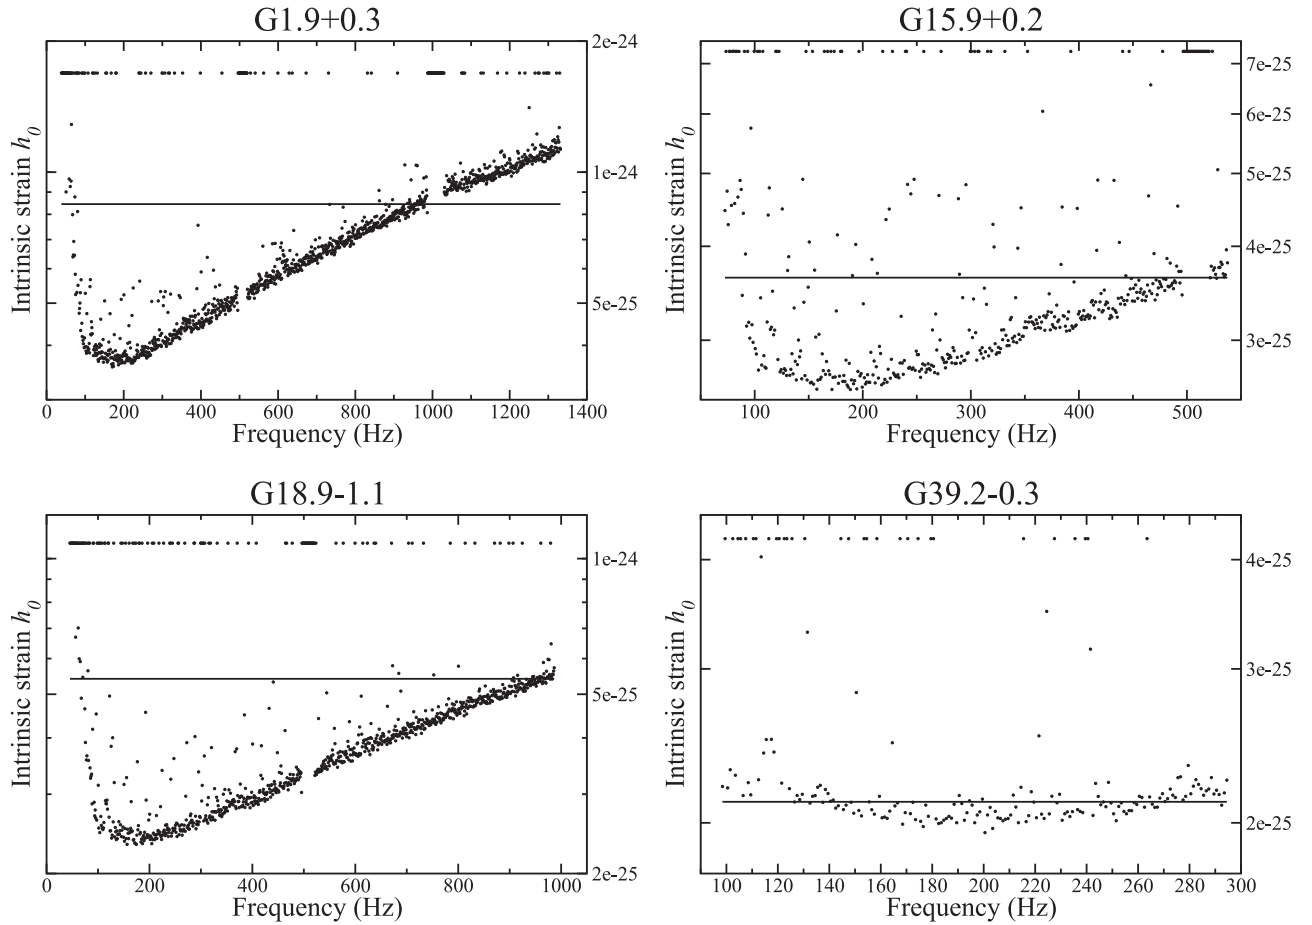 G1.9+0.3
Intrinsic strain h0
2e-24
1e-24
5e-25
0 200 400 600 800 1000 1200 1400
Frequency (Hz)
G15.9+0.2
Intrinsic strain h0
7e-25
6e-25
5e-25
4e-25
3e-25
100 200 300 400 500
Frequency (Hz)
G18.9-1.1
Intrinsic strain h0
1e-24
5e-25
2e-25
0 200 400 600 800 1000
Frequency (Hz)
G39.2-0.3
Intrinsic strain h0
4e-25
3e-25
2e-25
100 120 140 160 180 200 220 240 260 280 300
Frequency (Hz)